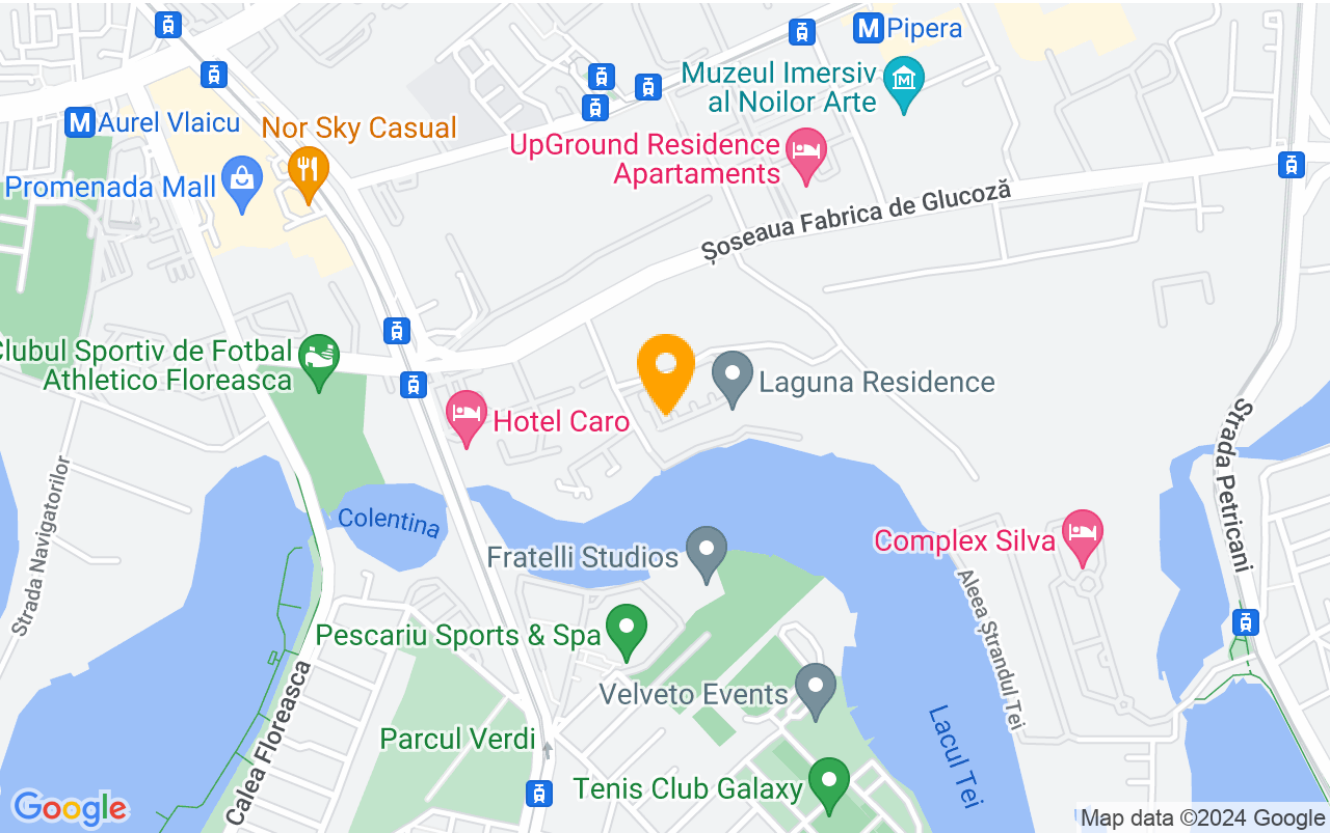 M Pipera
Muzeul Imersiv
al Noilor Arte
M Aurel Vlaicu
Nor Sky Casual
UpGround Residence
Apartaments
Promenada Mall
Șoseaua Fabrica de Glucoză
Clubul Sportiv de Fotbal
Athletico Floreasca
Laguna Residence
Hotel Caro
Strada Petricani
Strada Navigatorilor
Colentina
Fratelli Studios
Complex Silva
Aleea Ștrandul Tei
Pescariu Sports & Spa
Velveto Events
Calea Floreasca
Parcul Verdi
Lacul Tei
Tenis Club Galaxy
Google
Map data ©2024 Google